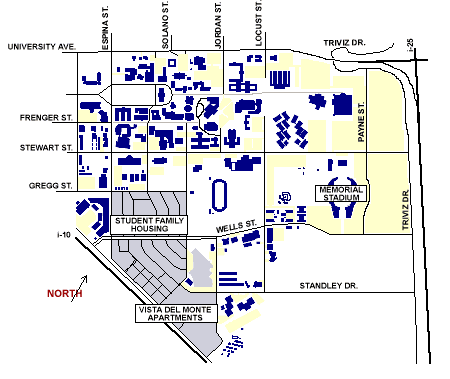 ESPINA ST.
SOLANO ST.
JORDAN ST.
LOCUST ST.
TRIVIZ DR.
i-25
UNIVERSITY AVE.
FRENGER ST.
PAYNE ST.
STEWART ST.
GREGG ST.
MEMORIAL
STADIUM
TRIVIZ DR.
STUDENT FAMILY
HOUSING
WELLS ST.
i-10
NORTH
STANDLEY DR.
VISTA DEL MONTE
APARTMENTS